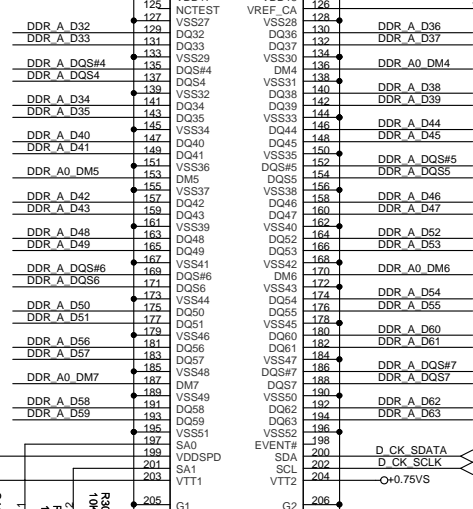 125 NCTEST VREF_CA 126
127 VSS27 VSS28 128
DDR_A_D32 129 DQ32 DQ36 130 DDR_A_D36
DDR_A_D33 131 DQ33 DQ37 132 DDR_A_D37
133 VSS29 VSS30 134
DDR_A_DQS#4 135 DQS#4 DM4 136 DDR_A0_DM4
DDR_A_DQS4 137 DQS4 VSS31 138
139 VSS32 DQ38 140 DDR_A_D38
DDR_A_D34 141 DQ34 DQ39 142 DDR_A_D39
DDR_A_D35 143 DQ35 VSS33 144
145 VSS34 DQ44 146 DDR_A_D44
DDR_A_D40 147 DQ40 DQ45 148 DDR_A_D45
DDR_A_D41 149 DQ41 VSS35 150
151 VSS36 DQS#5 152 DDR_A_DQS#5
DDR_A0_DM5 153 DM5 DQS5 154 DDR_A_DQS5
155 VSS37 VSS38 156
DDR_A_D42 157 DQ42 DQ46 158 DDR_A_D46
DDR_A_D43 159 DQ43 DQ47 160 DDR_A_D47
161 VSS39 VSS40 162
DDR_A_D48 163 DQ48 DQ52 164 DDR_A_D52
DDR_A_D49 165 DQ49 DQ53 166 DDR_A_D53
167 VSS41 VSS42 168
DDR_A_DQS#6 169 DQS#6 DM6 170 DDR_A0_DM6
DDR_A_DQS6 171 DQS6 VSS43 172
173 VSS44 DQ54 174 DDR_A_D54
DDR_A_D50 175 DQ50 DQ55 176 DDR_A_D55
DDR_A_D51 177 DQ51 VSS45 178
179 VSS46 DQ60 180 DDR_A_D60
DDR_A_D56 181 DQ56 DQ61 182 DDR_A_D61
DDR_A_D57 183 DQ57 VSS47 184
185 VSS48 DQS#7 186 DDR_A_DQS#7
DDR_A0_DM7 187 DM7 DQS7 188 DDR_A_DQS7
189 VSS49 VSS50 190
DDR_A_D58 191 DQ58 DQ62 192 DDR_A_D62
DDR_A_D59 193 DQ59 DQ63 194 DDR_A_D63
195 VSS51 VSS52 196
197 SA0 EVENT# 198
199 VDDSPD SDA 200 D_CK_SDATA
201 SA1 SCL 202 D_CK_SCLK
203 VTT1 VTT2 204 +0.75VS
205 G1 G2 206